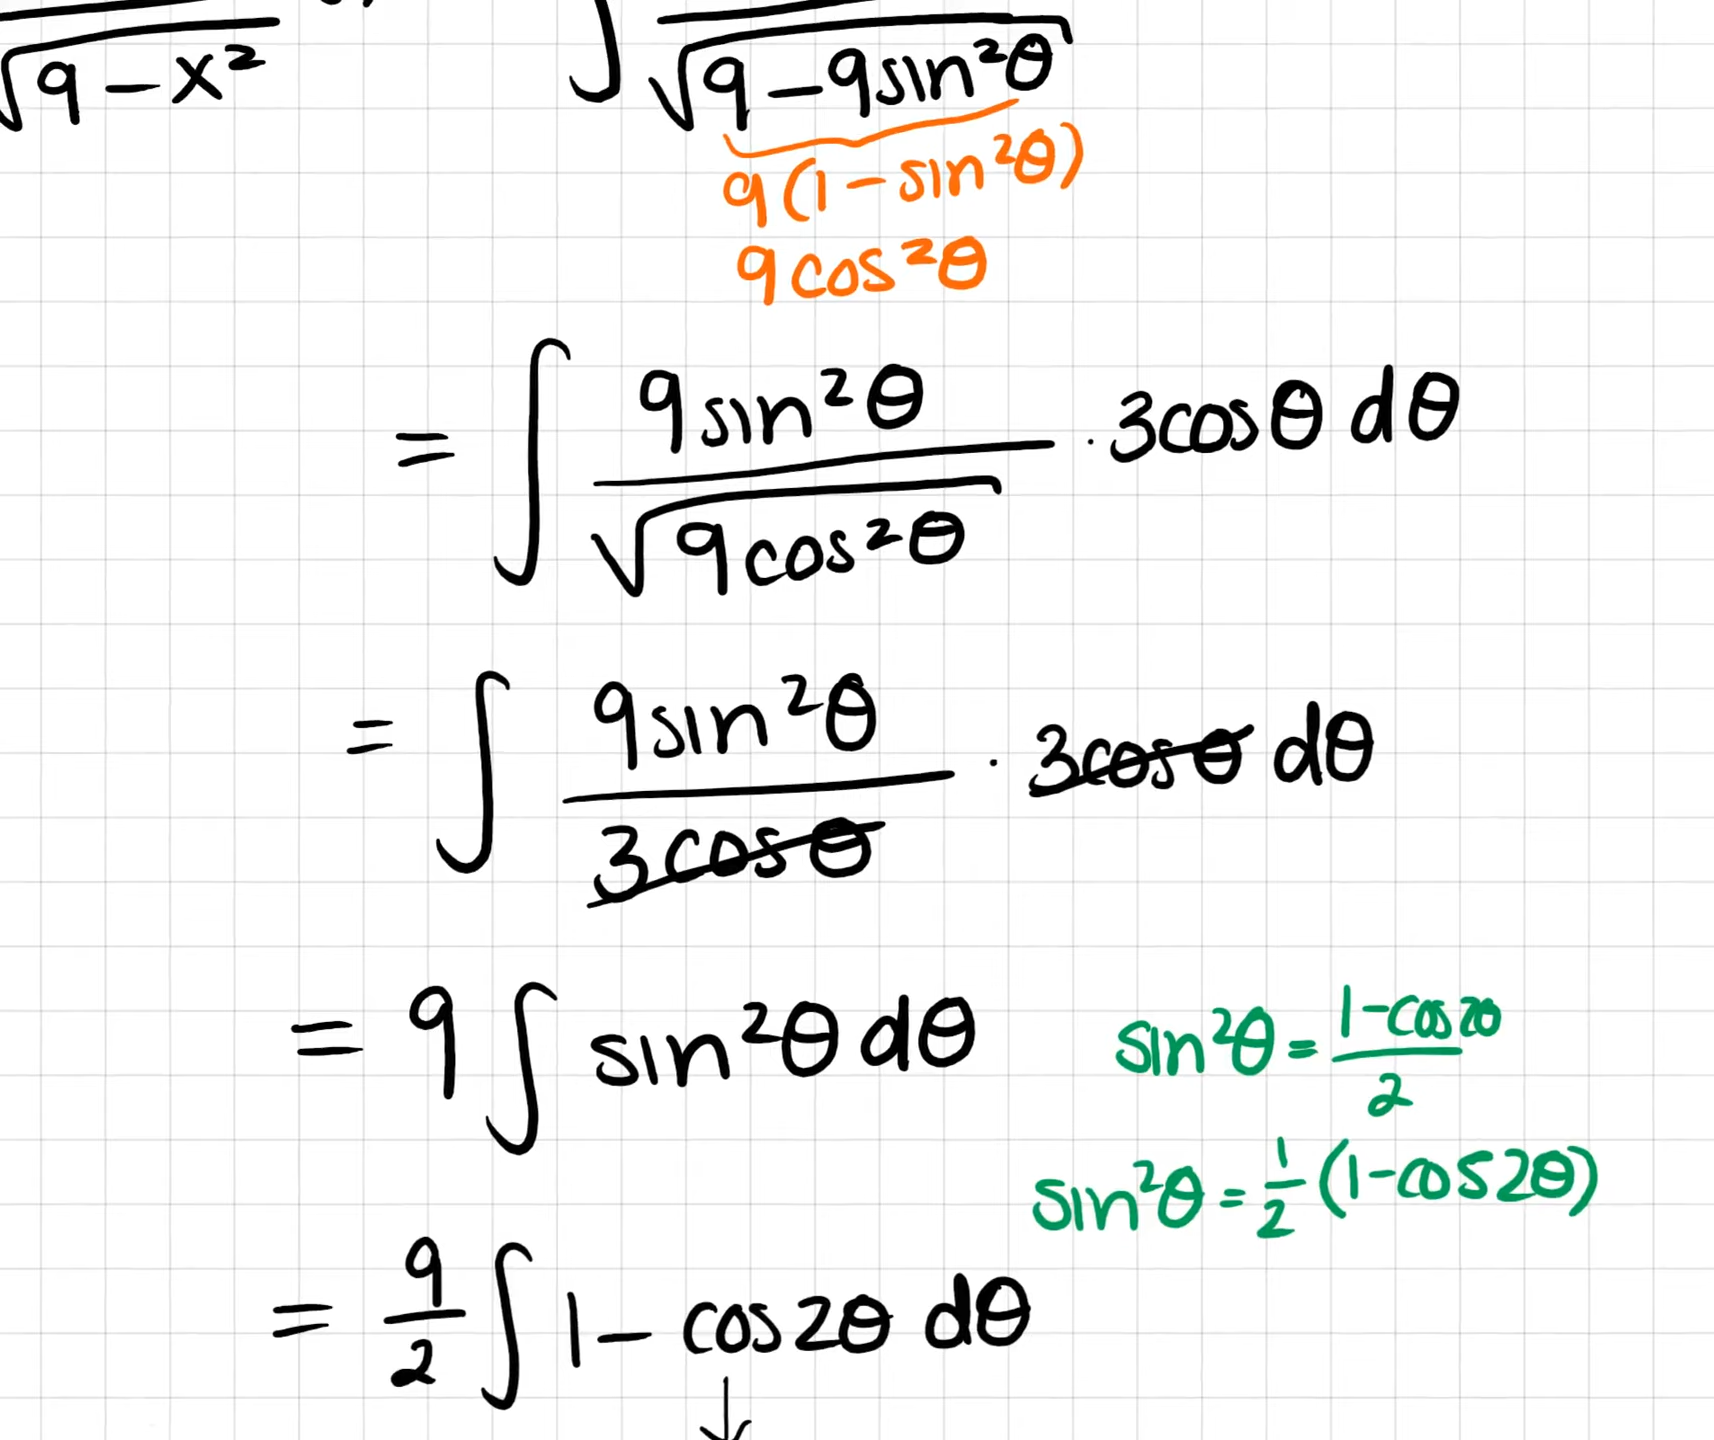 √9-x²   ∫ √9-9sin²θ
9(1-sin²θ)
9cos²θ
= ∫ 9sin²θ / √9cos²θ · 3cosθ dθ
= ∫ 9sin²θ / 3cosθ · 3cosθ dθ
= 9 ∫ sin²θ dθ   sin²θ = 1-cos2θ / 2
sin²θ = 1/2 (1-cos2θ)
= 9/2 ∫ 1-cos2θ dθ